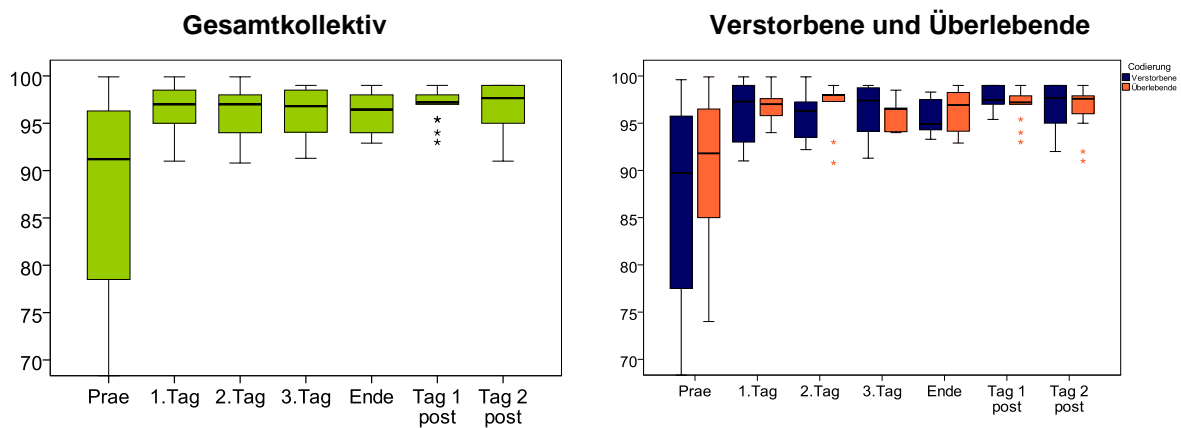 Gesamtkollektiv
100
95
90
85
80
75
70
Prae 1.Tag 2.Tag 3.Tag Ende Tag 1 post Tag 2 post
Verstorbene und Überlebende
Codierung
Verstorbene
Überlebende
100
95
90
85
80
75
70
Prae 1.Tag 2.Tag 3.Tag Ende Tag 1 post Tag 2 post